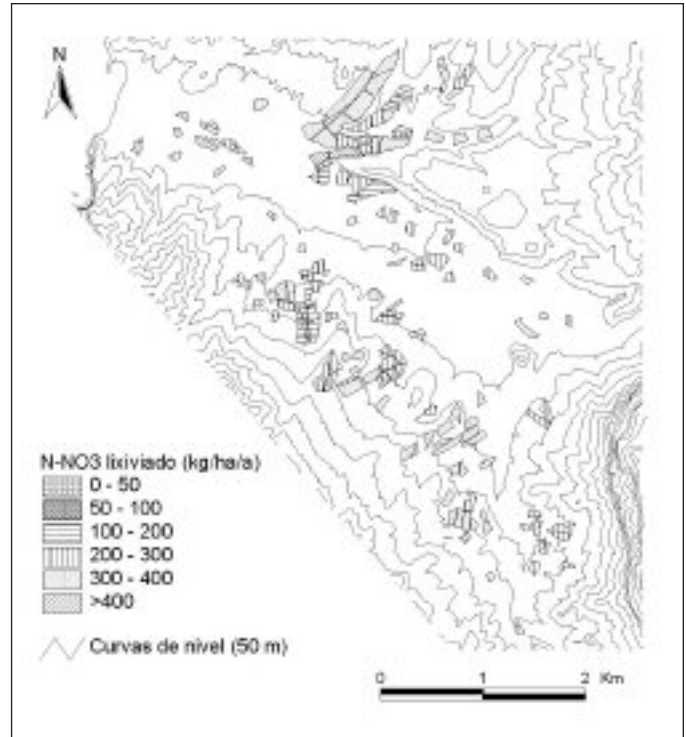 N
N-NO3 lixiviado (kg/ha/a)
0 - 50
50 - 100
100 - 200
200 - 300
300 - 400
>400
Curvas de nivel (50 m)
0 1 2 Km